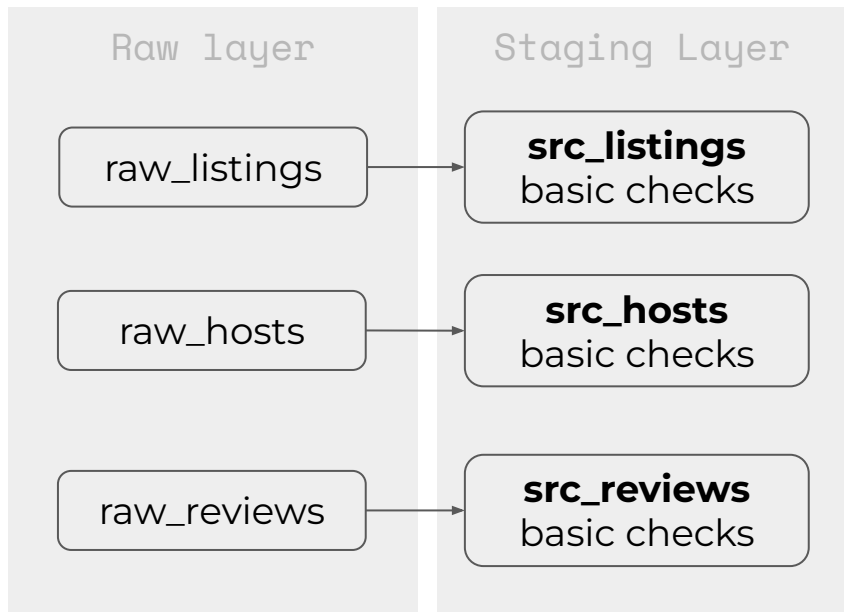 Raw layer
Staging Layer
raw_listings
src_listings
basic checks
raw_hosts
src_hosts
basic checks
raw_reviews
src_reviews
basic checks